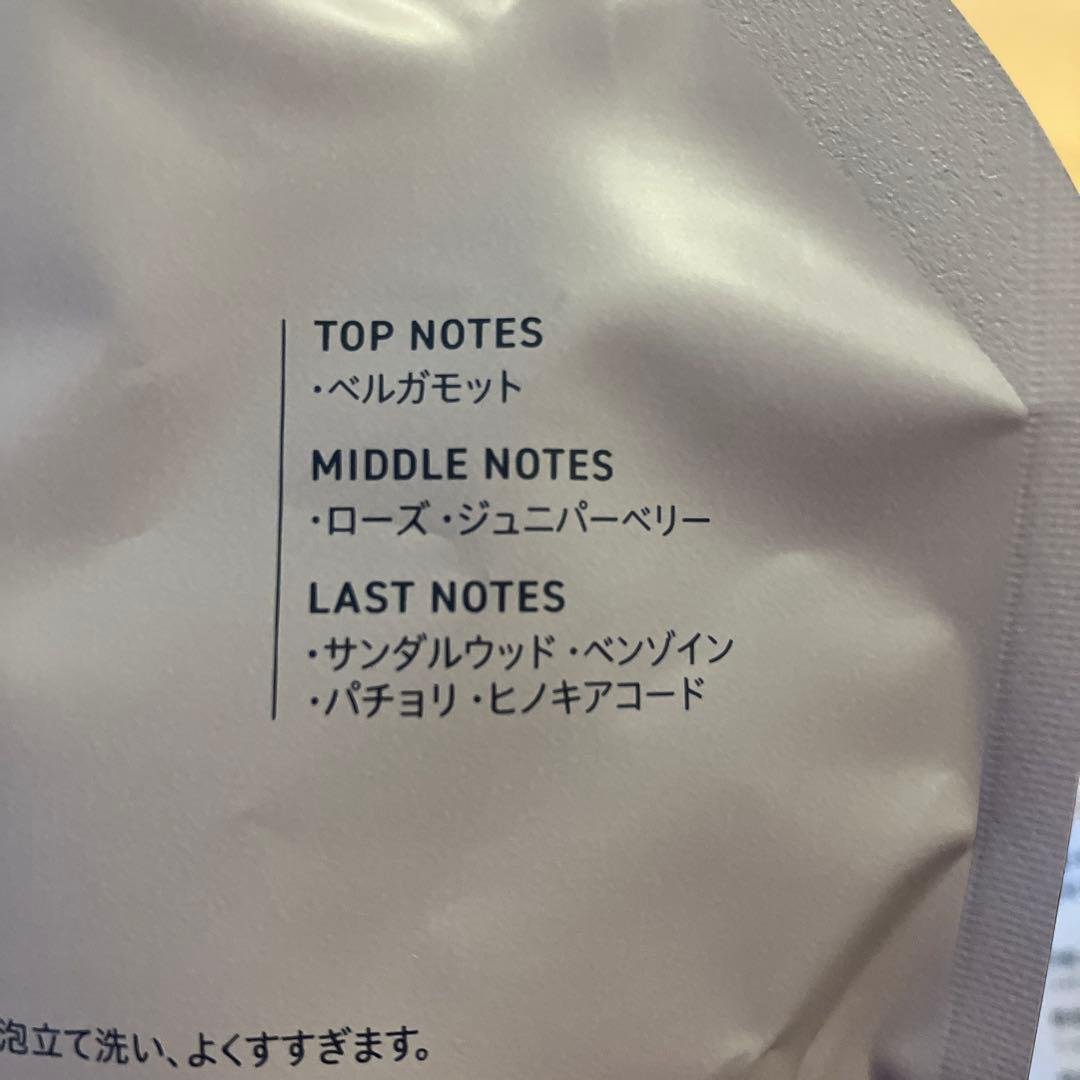 TOP NOTES
・ベルガモット
MIDDLE NOTES
・ローズ ・ジュニパーベリー
LAST NOTES
・サンダルウッド ・ベンゾイン
・パチョリ ・ヒノキアコード
泡立て洗い、よくすすぎます。